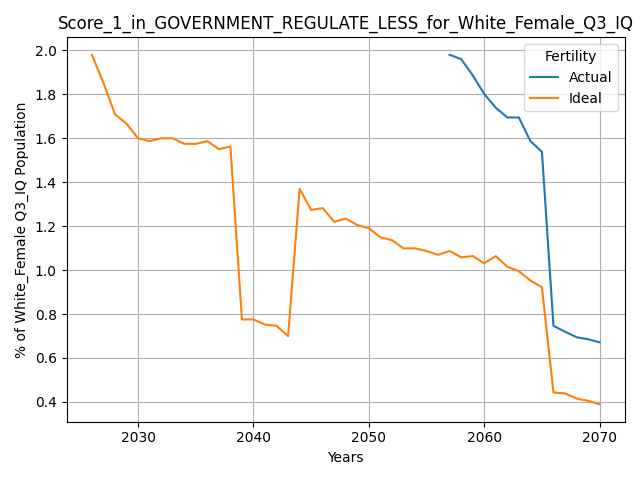 Score_1_in_GOVERNMENT_REGULATE_LESS_for_White_Female_Q3_IQ
Fertility
Actual
Ideal
% of White_Female Q3_IQ Population
2.0
1.8
1.6
1.4
1.2
1.0
0.8
0.6
0.4
2030 2040 2050 2060 2070
Years